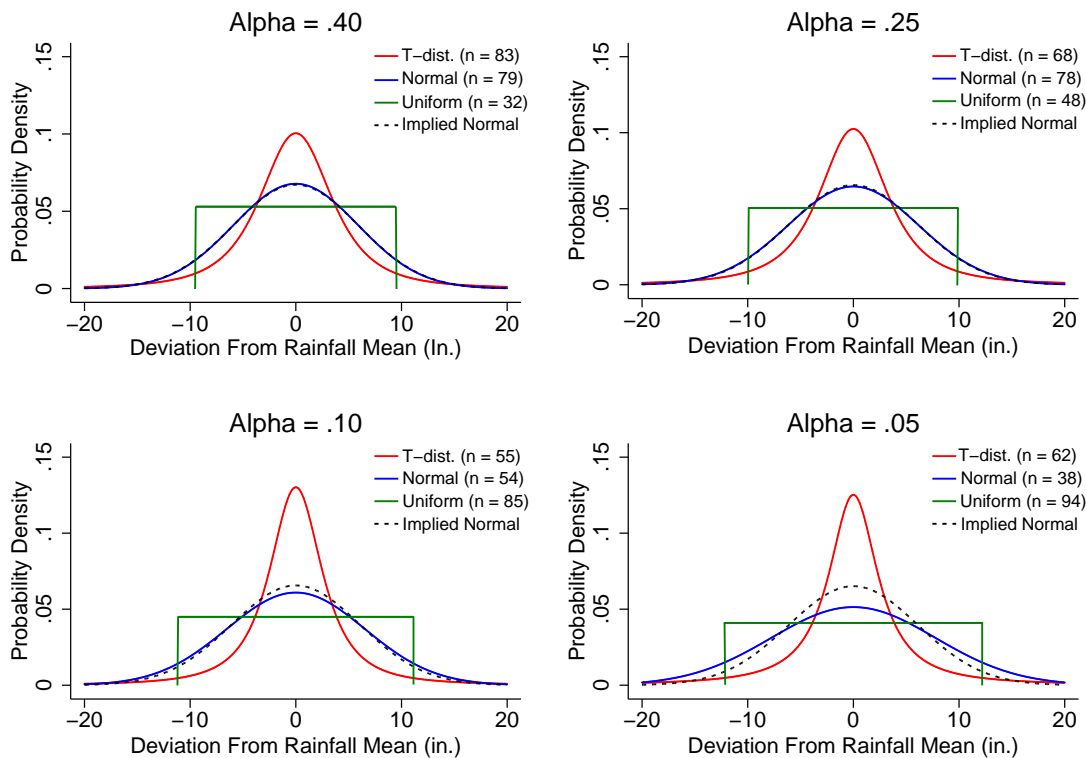 Alpha = .40
T−dist. (n = 83)
Normal (n = 79)
Uniform (n = 32)
Implied Normal
Probability Density
.15
.1
.05
0
−20 −10 0 10 20
Deviation From Rainfall Mean (In.)
Alpha = .25
T−dist. (n = 68)
Normal (n = 78)
Uniform (n = 48)
Implied Normal
Probability Density
.15
.1
.05
0
−20 −10 0 10 20
Deviation From Rainfall Mean (in.)
Alpha = .10
T−dist. (n = 55)
Normal (n = 54)
Uniform (n = 85)
Implied Normal
Probability Density
.15
.1
.05
0
−20 −10 0 10 20
Deviation From Rainfall Mean (in.)
Alpha = .05
T−dist. (n = 62)
Normal (n = 38)
Uniform (n = 94)
Implied Normal
Probability Density
.15
.1
.05
0
−20 −10 0 10 20
Deviation From Rainfall Mean (in.)